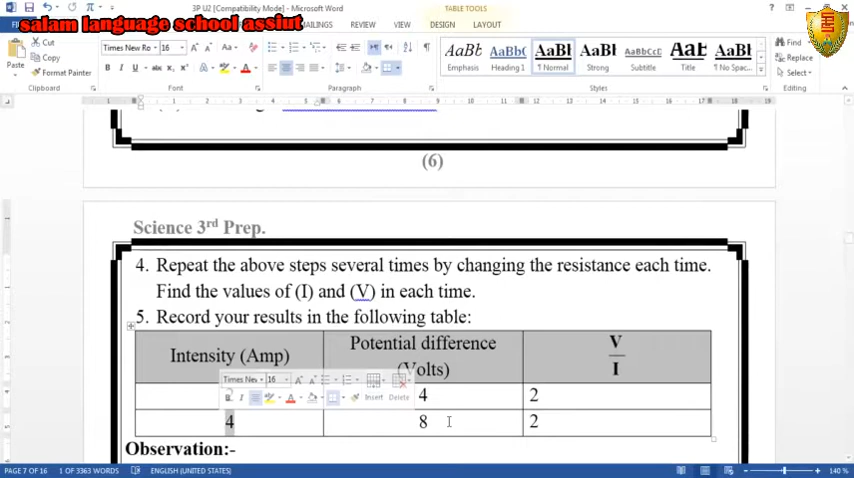 3P U2 [Compatibility Mode] - Microsoft Word
TABLE TOOLS
salam language school assiut
MAILINGS REVIEW VIEW DESIGN LAYOUT
Cut
Copy
Format Painter
Paste
Clipboard
Times New Ro 16
Font
Paragraph
AaBb Emphasis
AaBbC Heading 1
¶ Normal
Strong
AaBbCcD Subtitle
Title
¶ No Spac...
Styles
Find
Replace
Select
Editing
(6)
Science 3rd Prep.
4. Repeat the above steps several times by changing the resistance each time.
Find the values of (I) and (V) in each time.
5. Record your results in the following table:
Intensity (Amp) Potential difference (Volts) V
I
Times New 16
Insert Delete
4 2
4 8 2
Observation:-
PAGE 7 OF 16 1 OF 3363 WORDS ENGLISH (UNITED STATES) 140 %